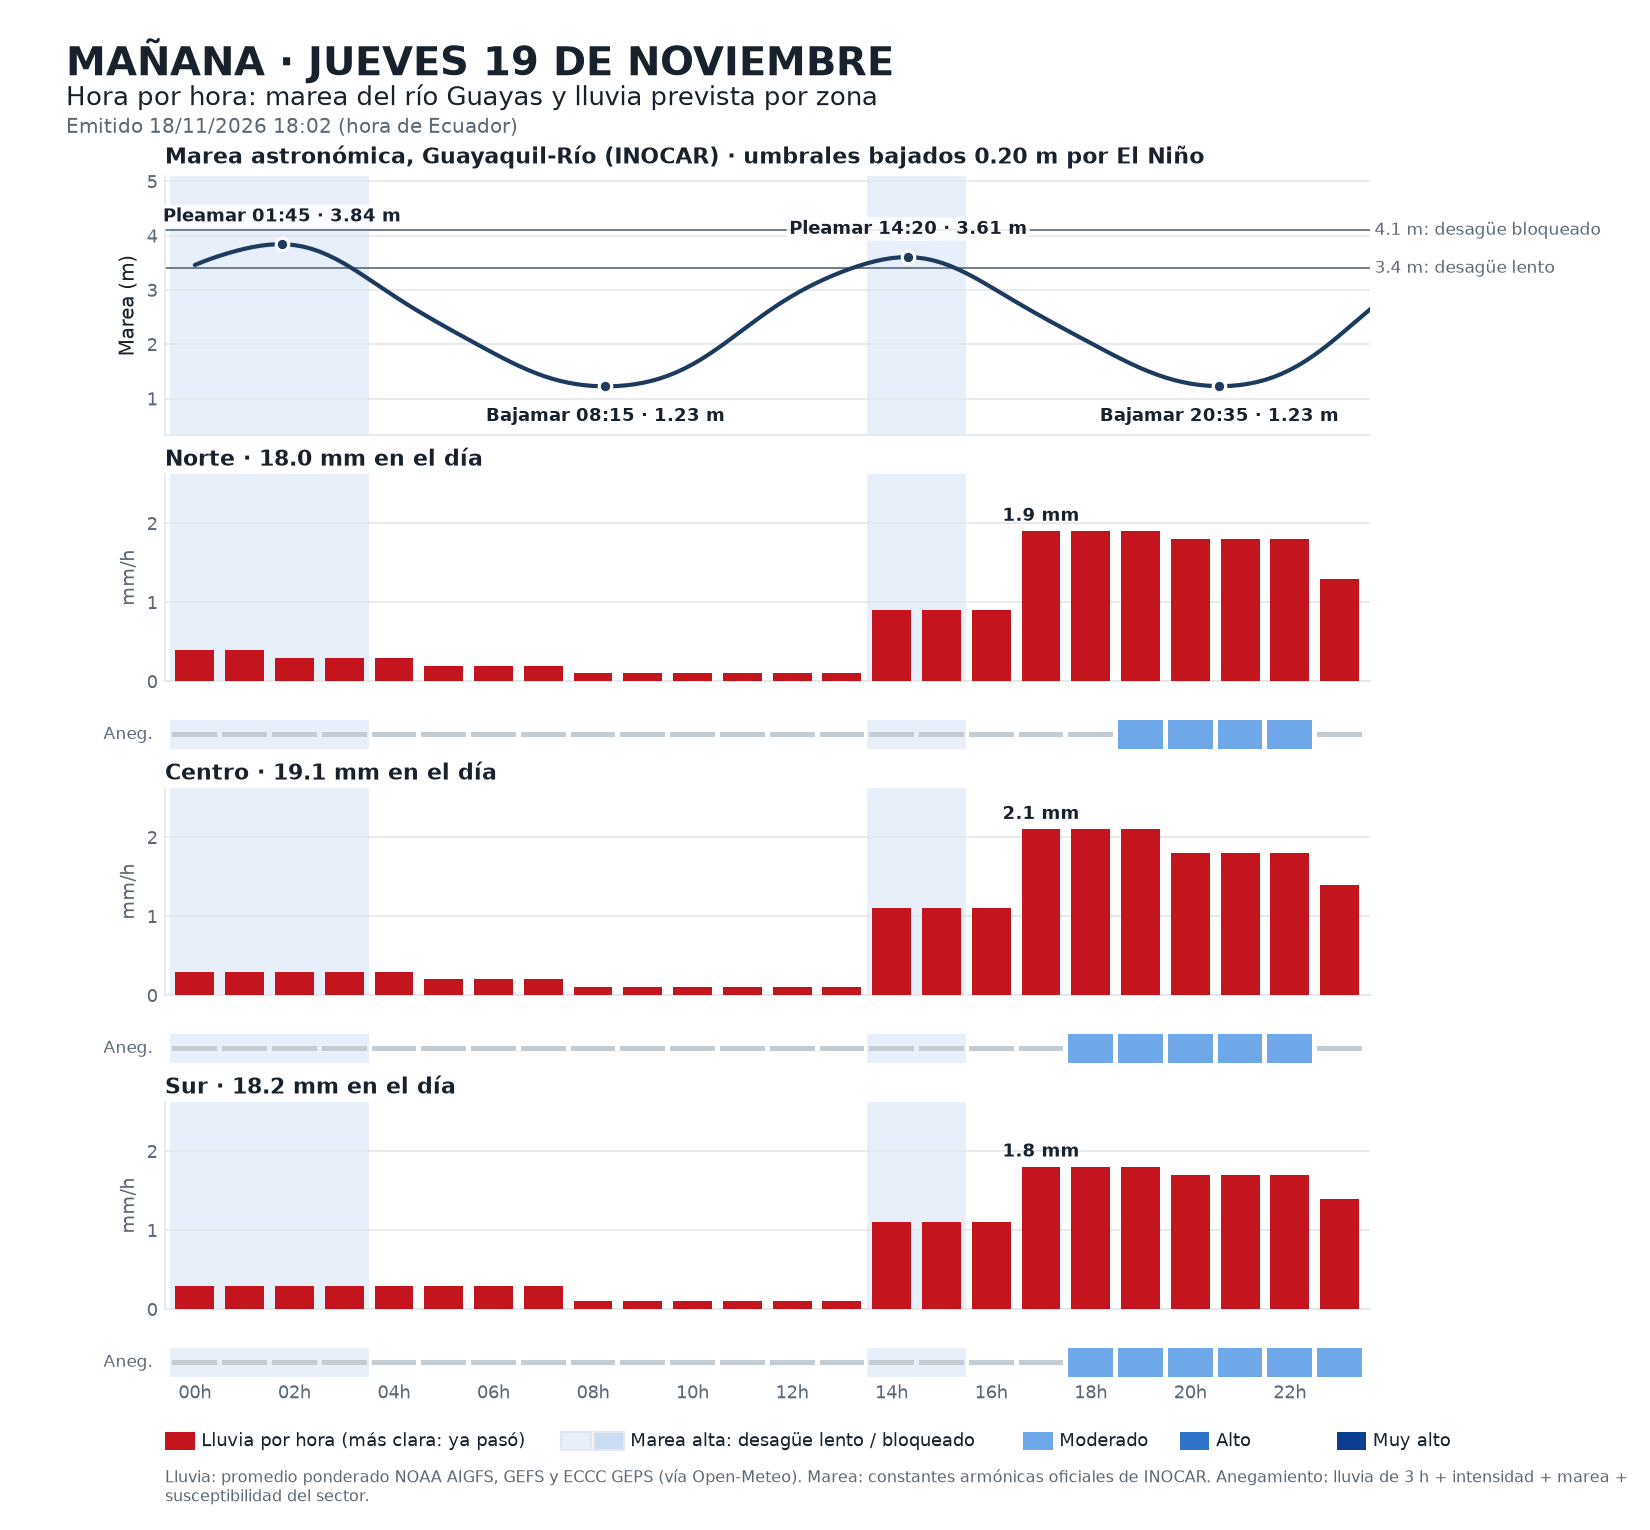 MAÑANA · JUEVES 19 DE NOVIEMBRE
Hora por hora: marea del río Guayas y lluvia prevista por zona
Emitido 18/11/2026 18:02 (hora de Ecuador)
Marea astronómica, Guayaquil-Río (INOCAR) · umbrales bajados 0.20 m por El Niño
5
4
3
2
1
Marea (m)
Pleamar 01:45 · 3.84 m
Pleamar 14:20 · 3.61 m
4.1 m: desagüe bloqueado
3.4 m: desagüe lento
Bajamar 08:15 · 1.23 m
Bajamar 20:35 · 1.23 m
Norte · 18.0 mm en el día
2
1
0
mm/h
1.9 mm
Aneg.
Centro · 19.1 mm en el día
2
1
0
mm/h
2.1 mm
Aneg.
Sur · 18.2 mm en el día
2
1
0
mm/h
1.8 mm
Aneg.
00h 02h 04h 06h 08h 10h 12h 14h 16h 18h 20h 22h
Lluvia por hora (más clara: ya pasó) Marea alta: desagüe lento / bloqueado Moderado Alto Muy alto
Lluvia: promedio ponderado NOAA AIGFS, GEFS y ECCC GEPS (vía Open-Meteo). Marea: constantes armónicas oficiales de INOCAR. Anegamiento: lluvia de 3 h + intensidad + marea +
susceptibilidad del sector.